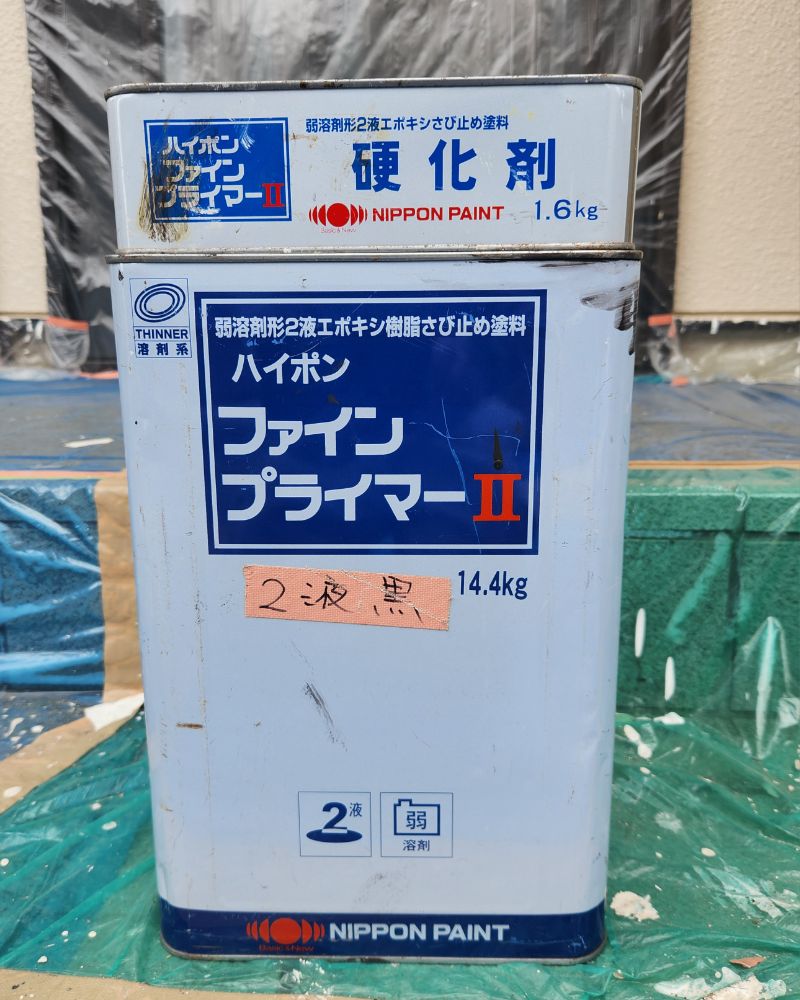 ハイポン
ファイン
プライマーII
弱溶剤形2液エポキシさび止め塗料
硬化剤
NIPPON PAINT
1.6kg
Basic & New
THINNER
溶剤系
弱溶剤形2液エポキシ樹脂さび止め塗料
ハイポン
ファイン
プライマーII
14.4kg
2液 黒
2液
弱
溶剤
NIPPON PAINT
Basic & New